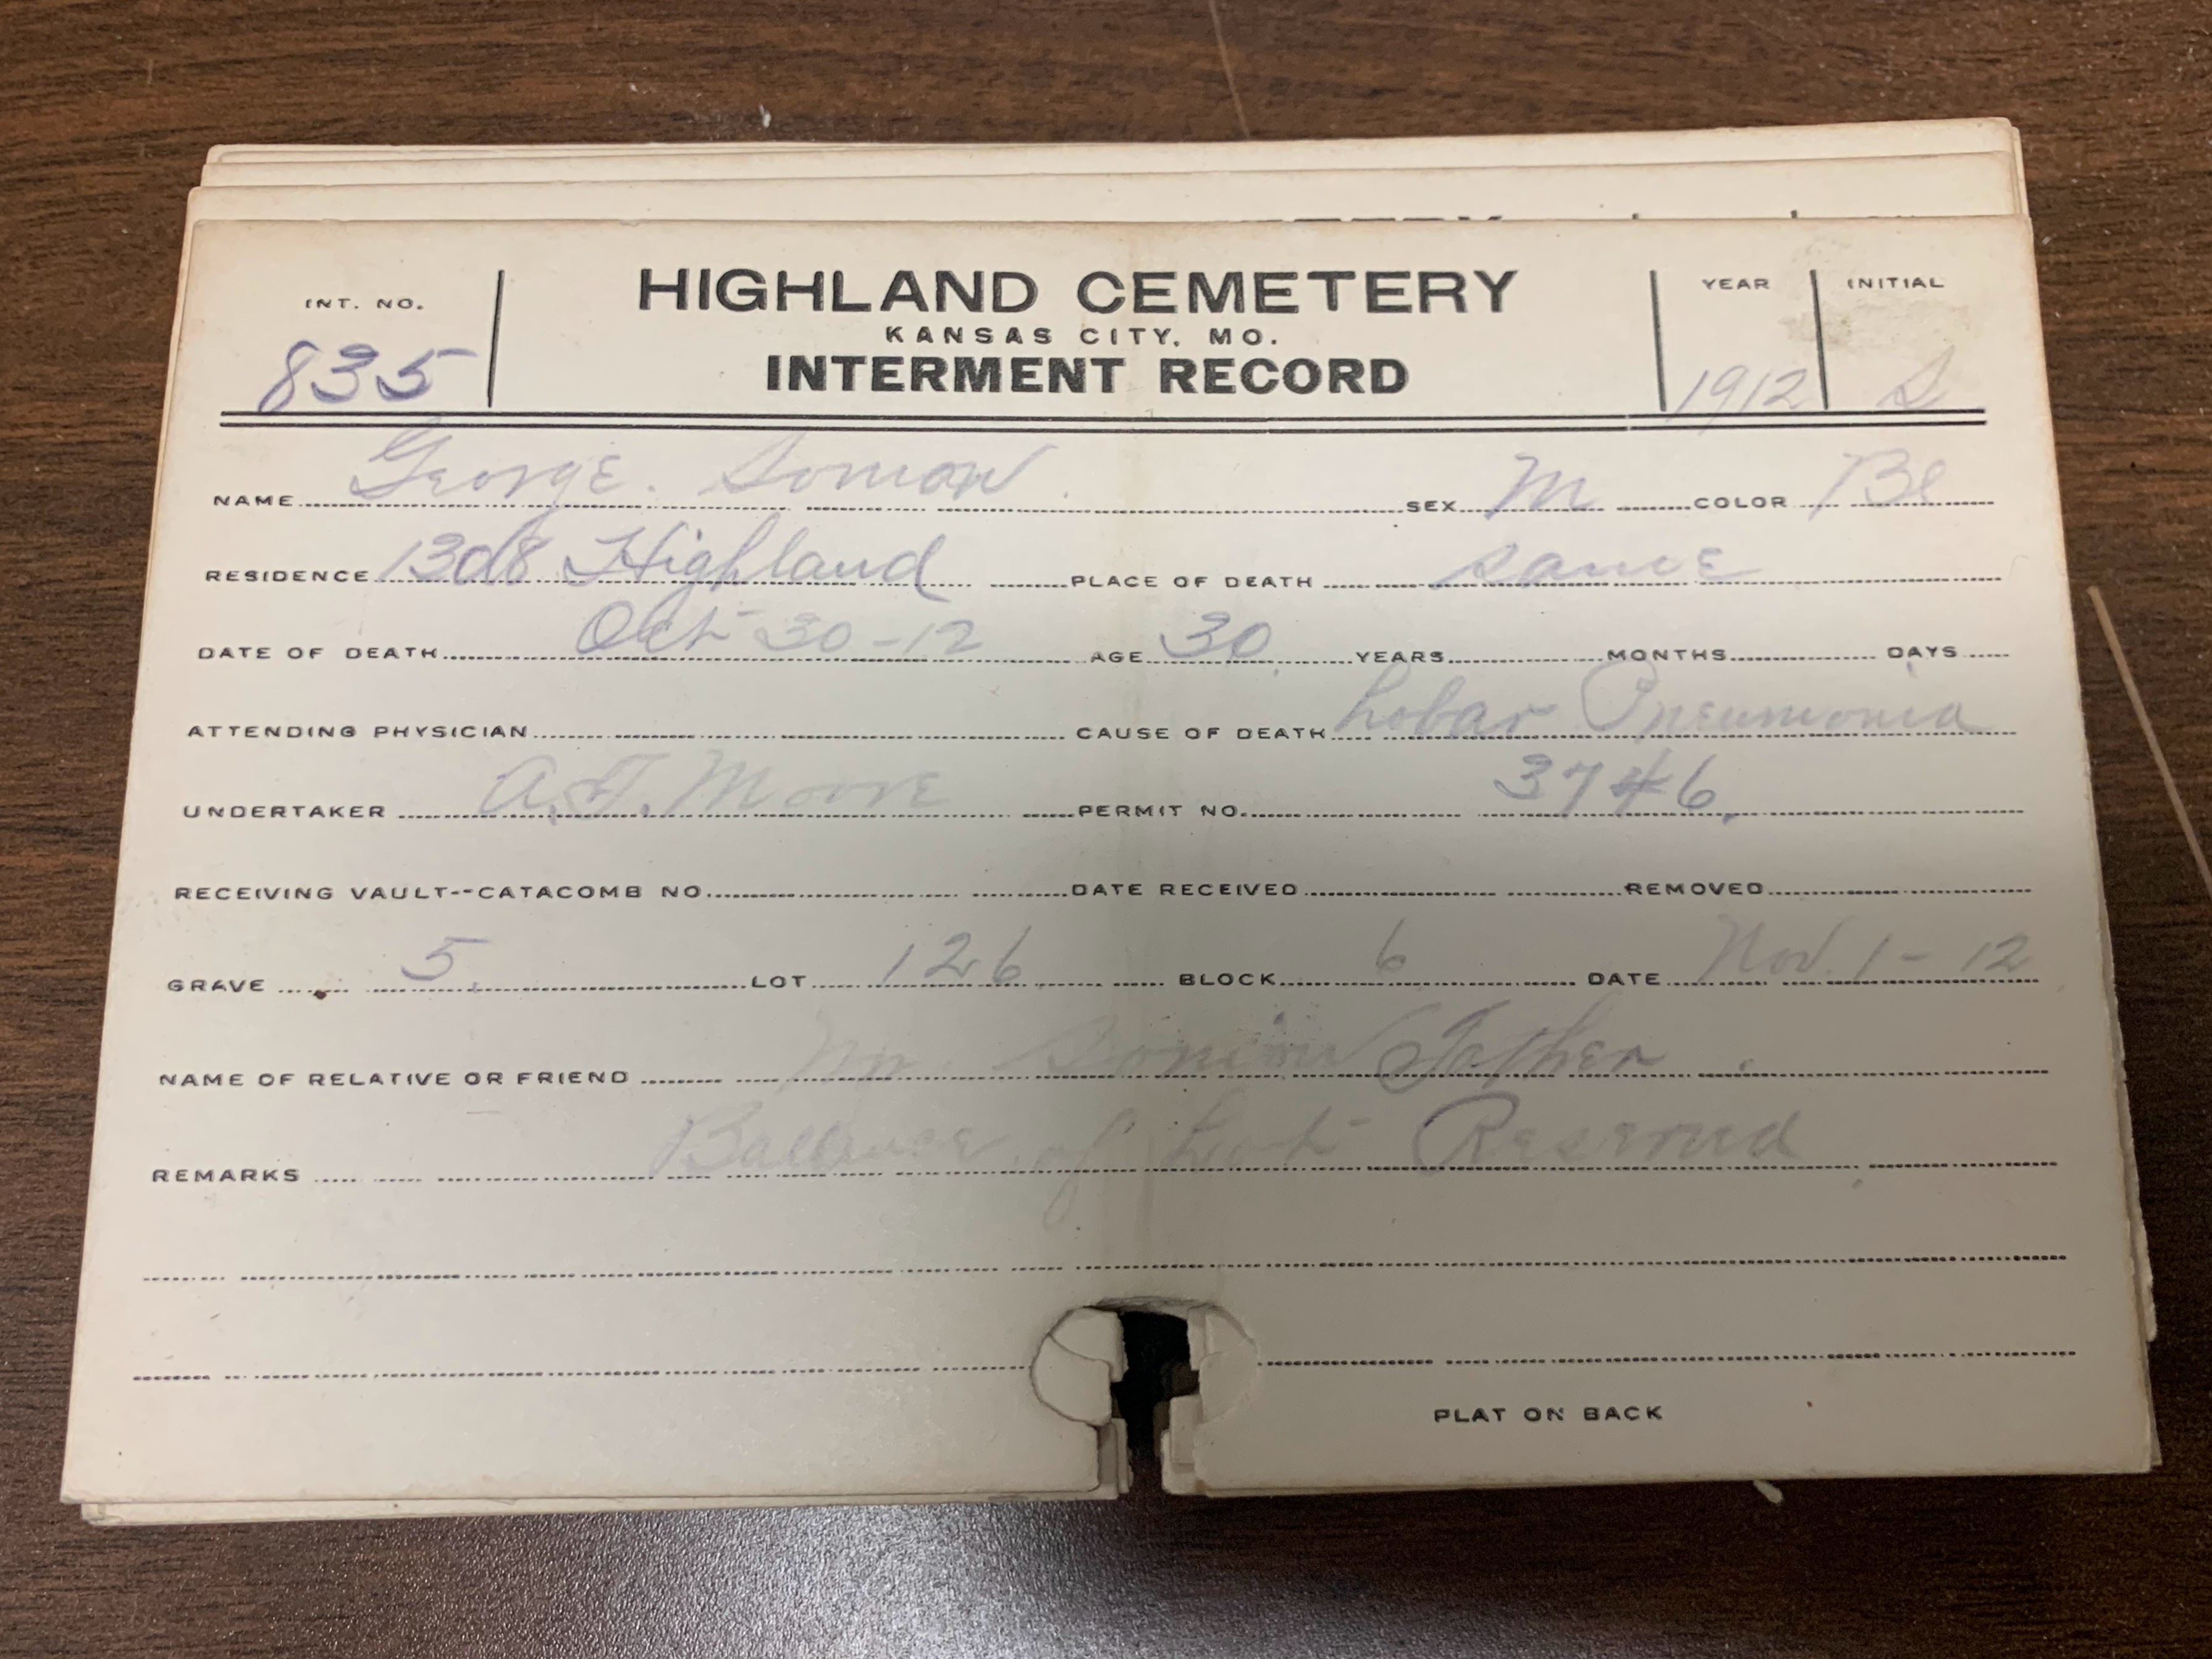 INT. NO. HIGHLAND CEMETERY YEAR INITIAL
KANSAS CITY, MO.
835 INTERMENT RECORD 1912 S
NAME George. SEX M COLOR Bl
RESIDENCE 1308 Highland PLACE OF DEATH same
DATE OF DEATH Oct 30-12 AGE 30 YEARS MONTHS DAYS
ATTENDING PHYSICIAN CAUSE OF DEATH Lobar Pneumonia
UNDERTAKER A.T. Moore PERMIT NO. 3746
RECEIVING VAULT--CATACOMB NO. DATE RECEIVED REMOVED
GRAVE 5 LOT 126 BLOCK 6 DATE Nov. 1-12
NAME OF RELATIVE OR FRIEND Father
REMARKS of Lot Reserved
PLAT ON BACK